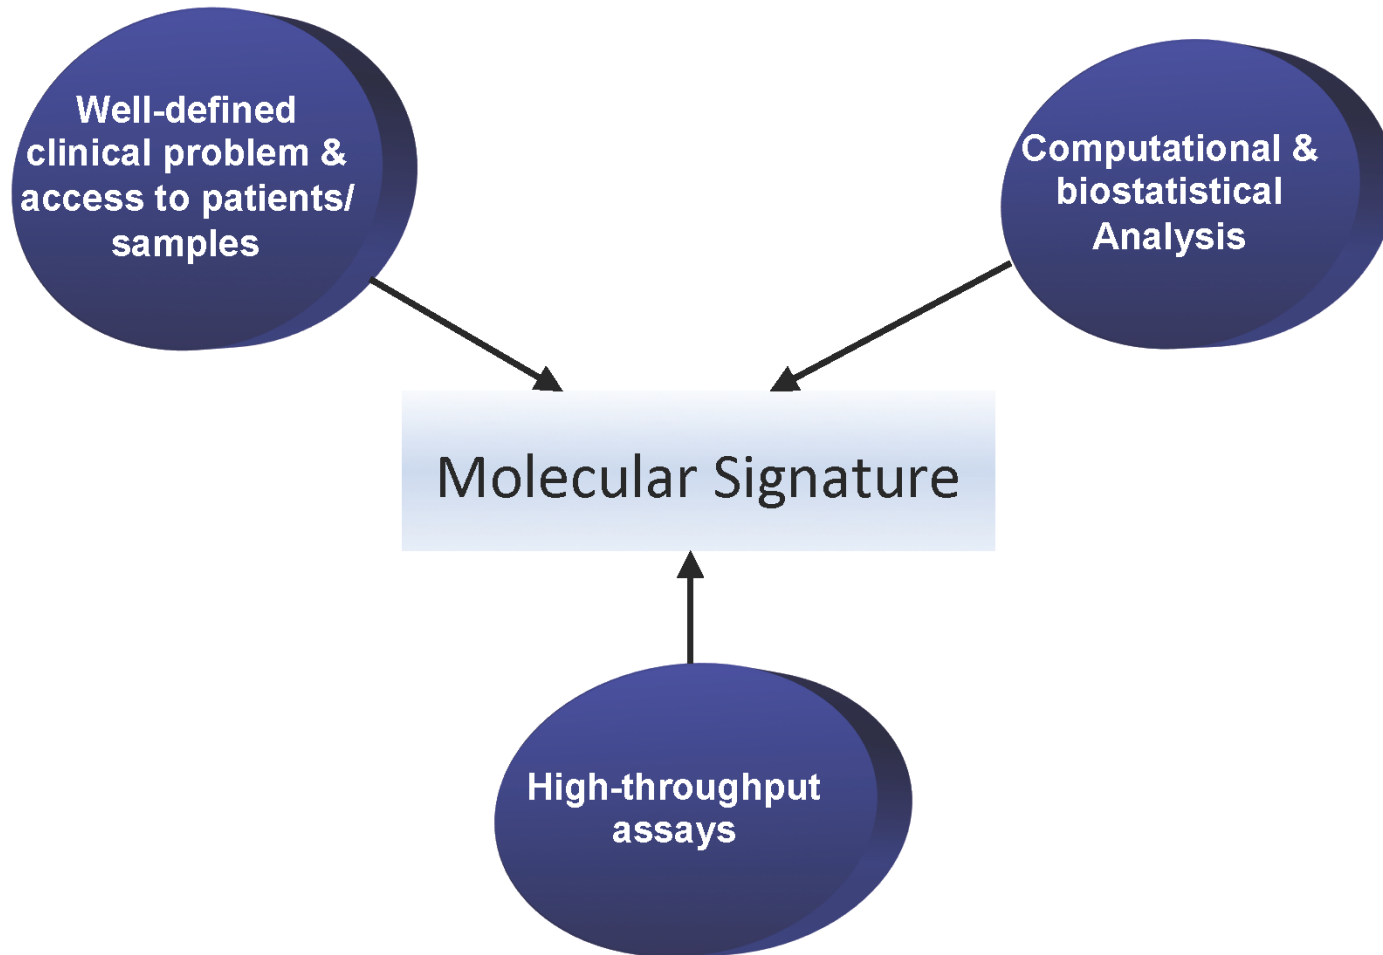 Well-defined
clinical problem &
access to patients/
samples
Computational &
biostatistical
Analysis
Molecular Signature
High-throughput
assays